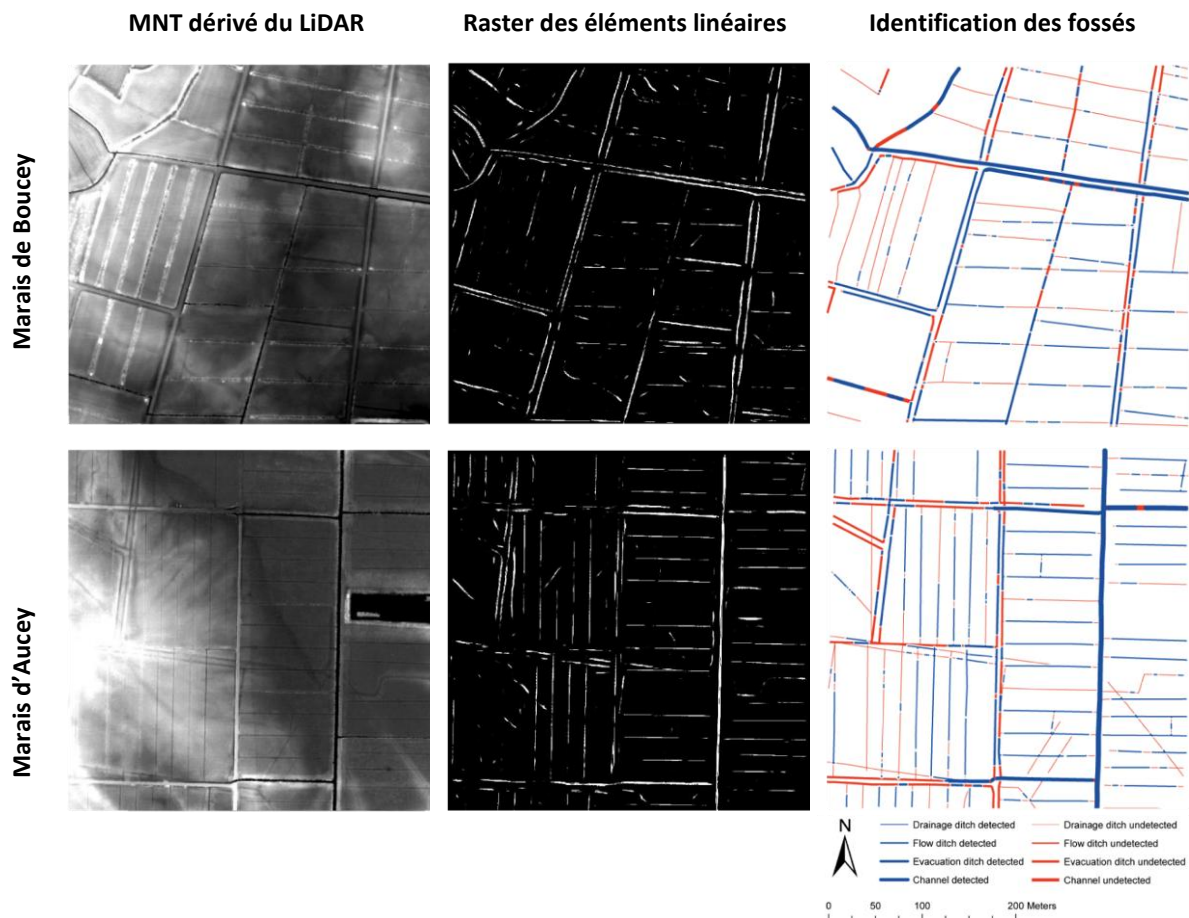 MNT dérivé du LiDAR
Raster des éléments linéaires
Identification des fossés
Marais de Boucey
Marais d’Aucey
N
Drainage ditch detected
Flow ditch detected
Evacuation ditch detected
Channel detected
Drainage ditch undetected
Flow ditch undetected
Evacuation ditch undetected
Channel undetected
0 50 100 200 Meters